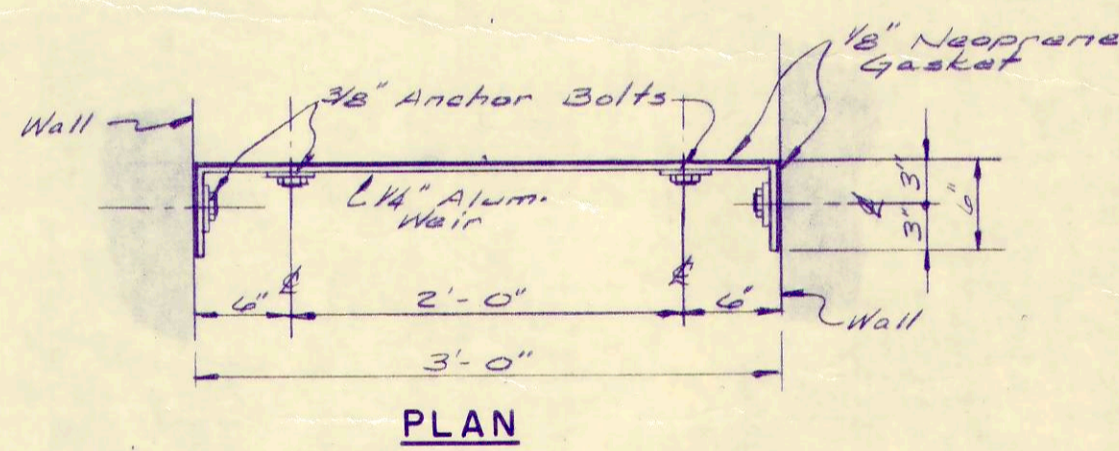 1/8" Neoprene
Gasket
3/8" Anchor Bolts
Wall
1/4" Alum.
Weir
℄
3"
3"
6"
℄
℄
6"
2'-0"
6"
Wall
3'-0"
PLAN